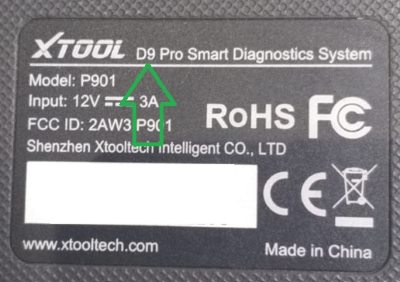 XTOOL D9 Pro Smart Diagnostics System
Model: P901
Input: 12V ⎓ 3A
FCC ID: 2AW3 P901
RoHS FC
Shenzhen Xtooltech Intelligent CO., LTD
CE
www.xtooltech.com
Made in China